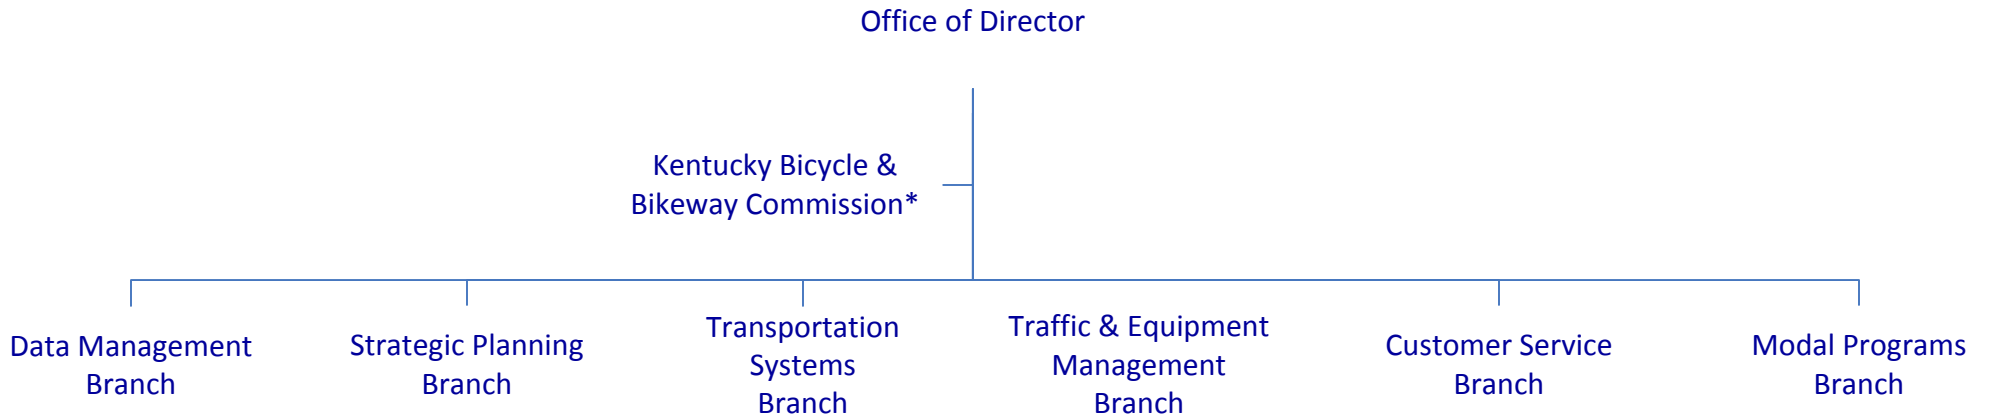 Office of Director
Kentucky Bicycle &
Bikeway Commission*
Data Management
Branch
Strategic Planning
Branch
Transportation
Systems
Branch
Traffic & Equipment
Management
Branch
Customer Service
Branch
Modal Programs
Branch